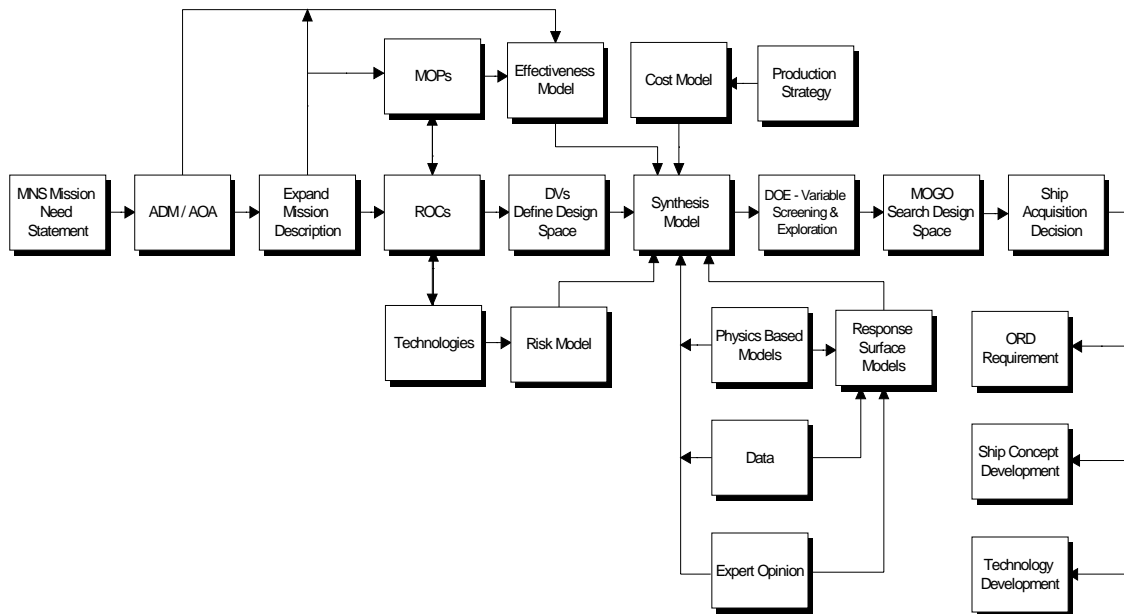 MOPs
Effectiveness
Model
Cost Model
Production
Strategy
MNS Mission
Need
Statement
ADM / AOA
Expand
Mission
Description
ROCs
DVs
Define Design
Space
Synthesis
Model
DOE - Variable
Screening &
Exploration
MOGO
Search Design
Space
Ship
Acquisition
Decision
Technologies
Risk Model
Physics Based
Models
Response
Surface
Models
ORD
Requirement
Data
Ship Concept
Development
Expert Opinion
Technology
Development